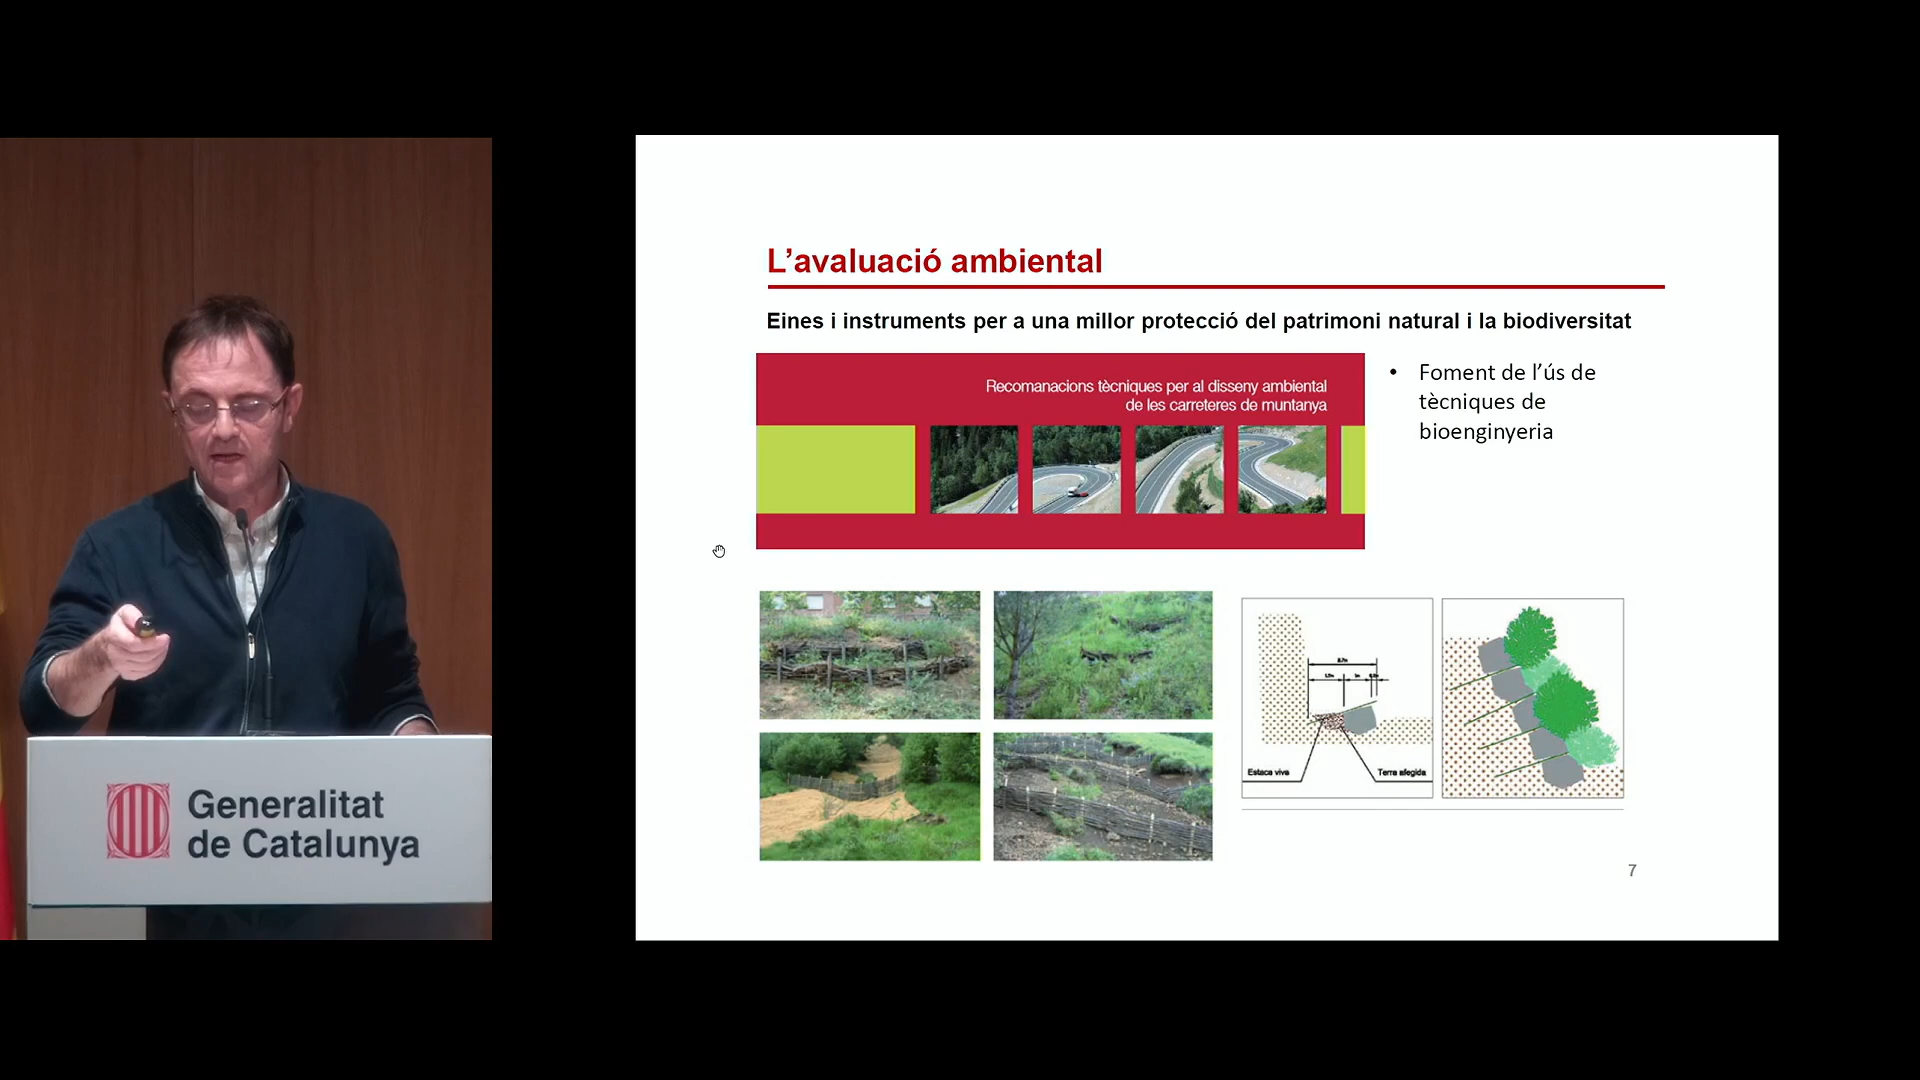 L'avaluació ambiental
Eines i instruments per a una millor protecció del patrimoni natural i la biodiversitat
Recomanacions tècniques per al disseny ambiental
de les carreteres de muntanya
• Foment de l'ús de
tècniques de
bioenginyeria
Estaca viva
Terra afegida
7
Generalitat
de Catalunya